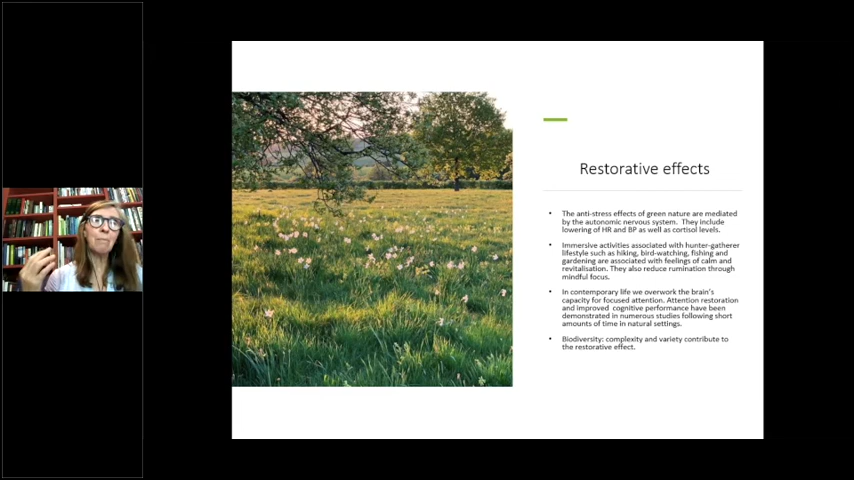 Restorative effects
• The anti-stress effects of green nature are mediated
by the autonomic nervous system. They include
lowering of HR and BP as well as cortisol levels.
• Immersive activities associated with hunter-gatherer
lifestyle such as hiking, bird-watching, fishing and
gardening are associated with feelings of calm and
revitalisation. They also reduce rumination through
mindful focus.
• In contemporary life we overwork the brain's
capacity for focused attention. Attention restoration
and improved cognitive performance have been
demonstrated in numerous studies following short
amounts of time in natural settings.
• Biodiversity: complexity and variety contribute to
the restorative effect.